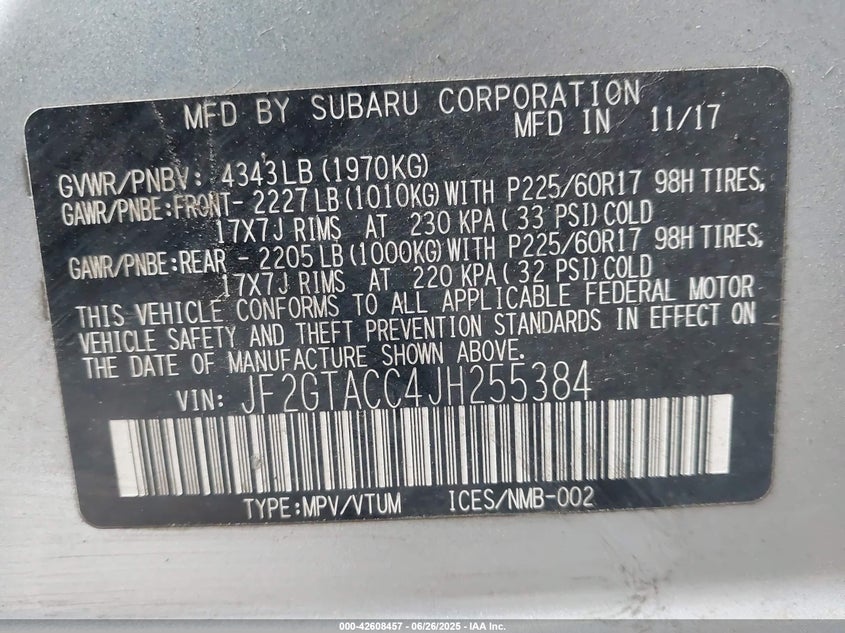 MFD BY SUBARU CORPORATION
MFD IN 11/17
GVWR/PNBV: 4343LB(1970KG)
GAWR/PNBE:FRONT- 2227LB(1010KG)WITH P225/60R17 98H TIRES,
17X7J RIMS AT 230 KPA(33 PSI)COLD
GAWR/PNBE:REAR - 2205LB(1000KG)WITH P225/60R17 98H TIRES,
17X7J RIMS AT 220 KPA(32 PSI)COLD
THIS VEHICLE CONFORMS TO ALL APPLICABLE FEDERAL MOTOR
VEHICLE SAFETY AND THEFT PREVENTION STANDARDS IN EFFECT ON
THE DATE OF MANUFACTURE SHOWN ABOVE.
VIN: JF2GTACC4JH255384
TYPE:MPV/VTUM ICES/NMB-002
000-42608457 - 06/26/2025 - IAA Inc.